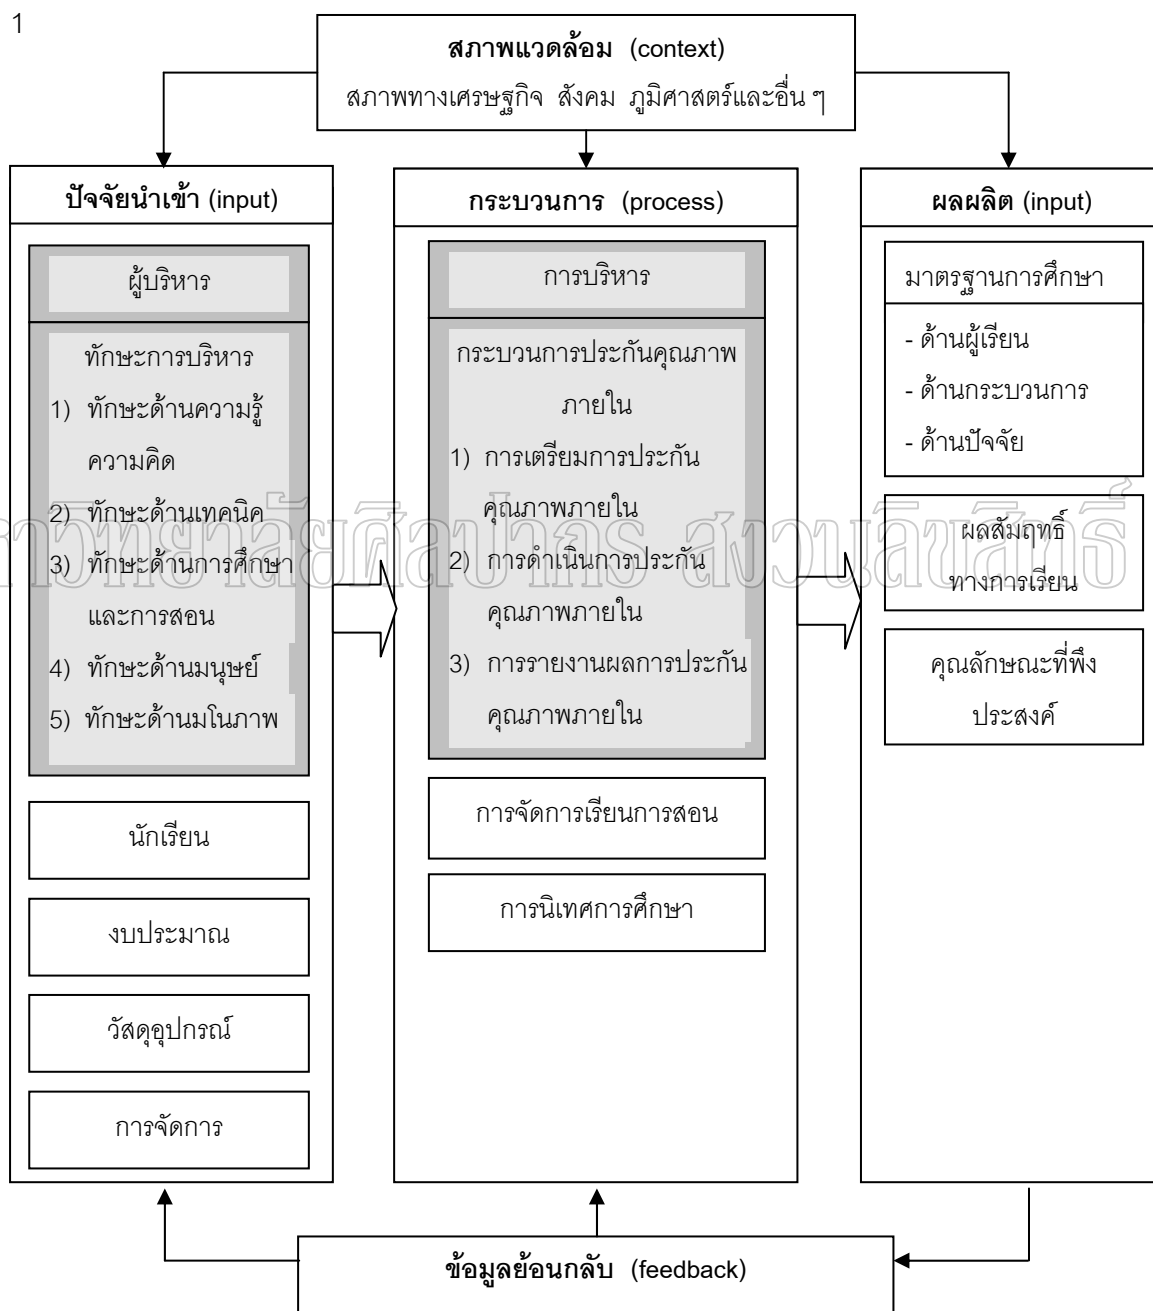 1
สภาพแวดล้อม (context)
สภาพทางเศรษฐกิจ สังคม ภูมิศาสตร์และอื่น ๆ
ปัจจัยนำเข้า (input)
ผู้บริหาร
ทักษะการบริหาร
1) ทักษะด้านความรู้
ความคิด
2) ทักษะด้านเทคนิค
3) ทักษะด้านการศึกษา
และการสอน
4) ทักษะด้านมนุษย์
5) ทักษะด้านมโนภาพ
นักเรียน
งบประมาณ
วัสดุอุปกรณ์
การจัดการ
กระบวนการ (process)
การบริหาร
กระบวนการประกันคุณภาพ
ภายใน
1) การเตรียมการประกัน
คุณภาพภายใน
2) การดำเนินการประกัน
คุณภาพภายใน
3) การรายงานผลการประกัน
คุณภาพภายใน
การจัดการเรียนการสอน
การนิเทศการศึกษา
ผลผลิต (input)
มาตรฐานการศึกษา
- ด้านผู้เรียน
- ด้านกระบวนการ
- ด้านปัจจัย
ผลสัมฤทธิ์
ทางการเรียน
คุณลักษณะที่พึง
ประสงค์
ข้อมูลย้อนกลับ (feedback)
าวิทยาลัยศิลปากร สงวนลิขสิทธิ์